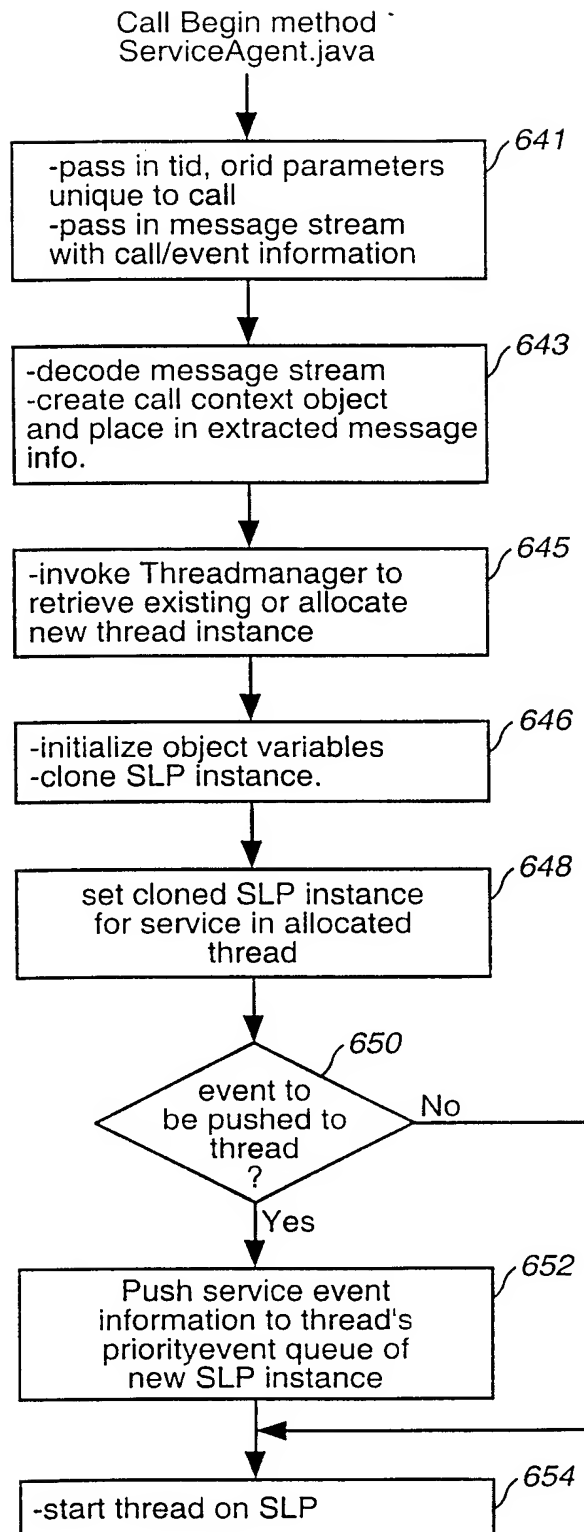 Call Begin method
ServiceAgent.java
641
-pass in tid, orid parameters
unique to call
-pass in message stream
with call/event information
643
-decode message stream
-create call context object
and place in extracted message
info.
645
-invoke Threadmanager to
retrieve existing or allocate
new thread instance
646
-initialize object variables
-clone SLP instance.
648
set cloned SLP instance
for service in allocated
thread
650
event to
be pushed to
thread
?
No
Yes
652
Push service event
information to thread's
priorityevent queue of
new SLP instance
654
-start thread on SLP